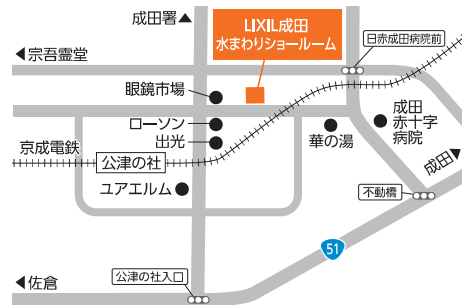 成田署▲
LIXIL成田
水まわりショールーム
◀宗吾霊堂
日赤成田病院前
眼鏡市場
ローソン
出光
華の湯
成田
赤十字
病院
京成電鉄
公津の杜
ユアエルム
成田▶
不動橋
51
◀佐倉
公津の杜入口